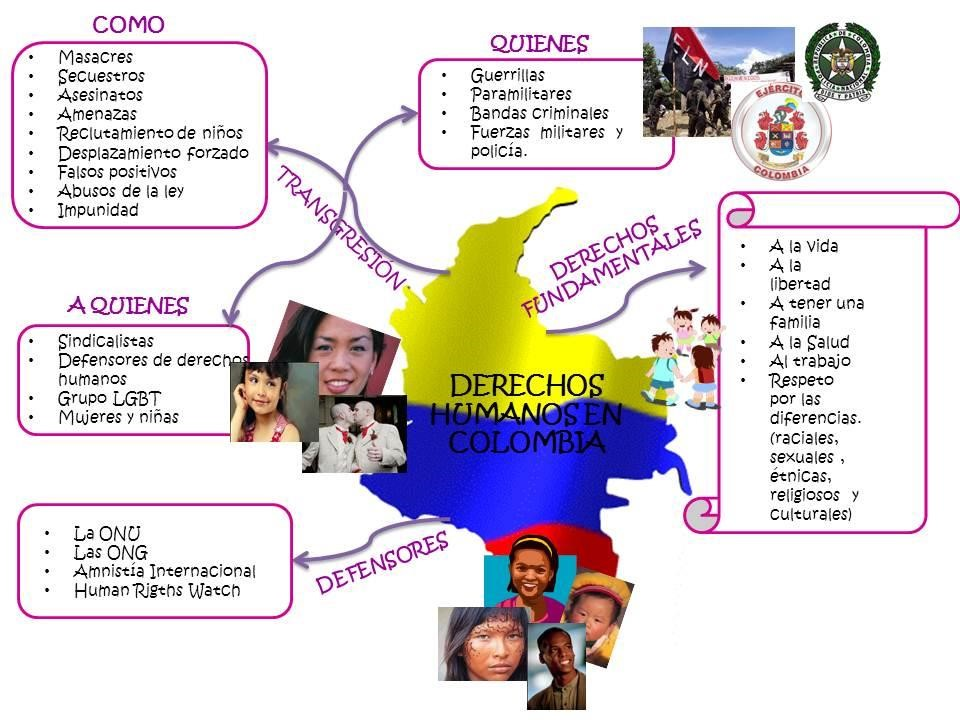 COMO
• Masacres
• Secuestros
• Asesinatos
• Amenazas
• Reclutamiento de niños
• Desplazamiento forzado
• Falsos positivos
• Abusos de la ley
• Impunidad
QUIENES
• Guerrillas
• Paramilitares
• Bandas criminales
• Fuerzas militares y
policía.
ELN
EJÉRCITO
COLOMBIA
TRANSGRESIÓN
A QUIENES
• Sindicalistas
• Defensores de derechos
humanos
• Grupo LGBT
• Mujeres y niñas
DERECHOS
FUNDAMENTALES
• A la vida
• A la
libertad
• A tener una
familia
• A la Salud
• Al trabajo
• Respeto
por las
diferencias.
(raciales,
sexuales ,
étnicas,
religiosos y
culturales)
DERECHOS
HUMANOS EN
COLOMBIA
DEFENSORES
• La ONU
• Las ONG
• Amnistía Internacional
• Human Rigths Watch